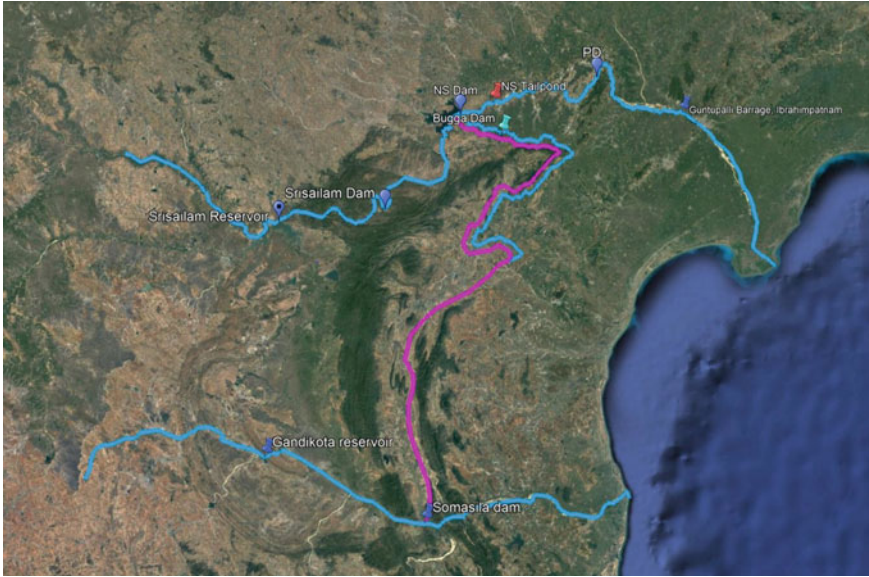 PD
NS Dam
NS Tailpond
Guntupalli Barrage, Ibrahimpatnam
Bugga Dam
Srisailam Dam
Srisailam Reservoir
Gandikota reservoir
Somasila dam